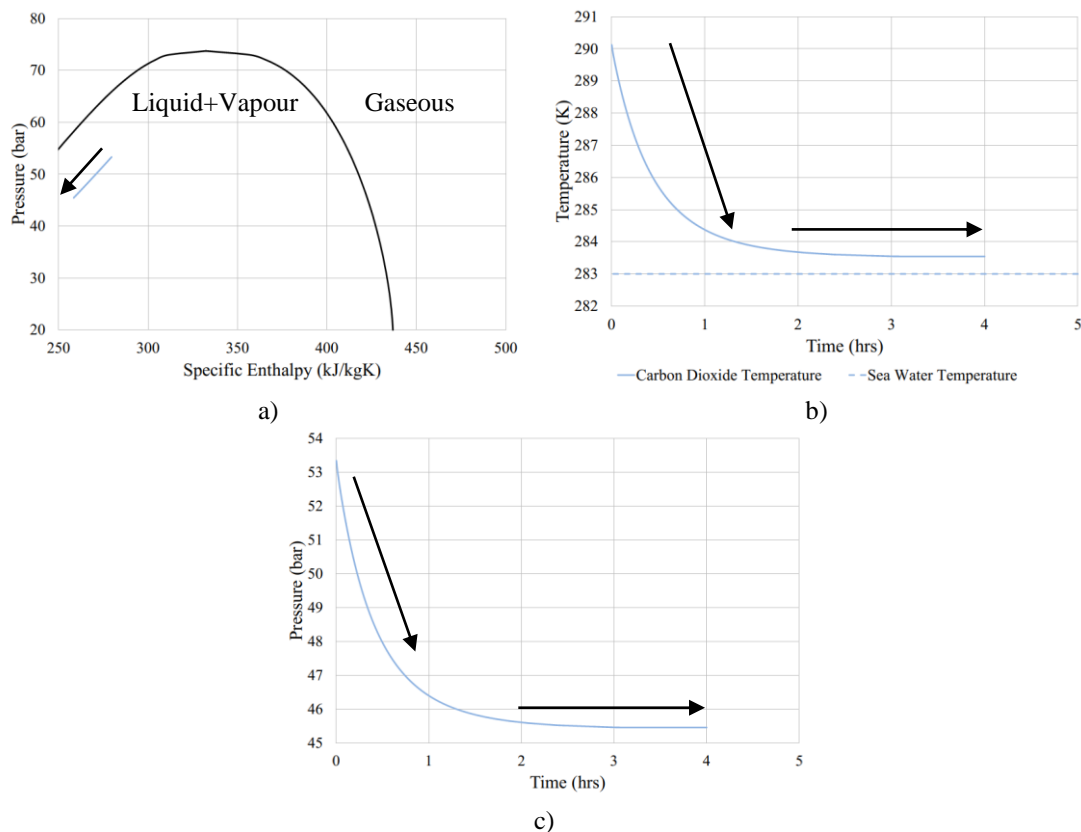 80
70
60
50
40
30
20
Pressure (bar)
Liquid+Vapour
Gaseous
250 300 350 400 450 500
Specific Enthalpy (kJ/kgK)
a)
291
290
289
288
287
286
285
284
283
282
Temperature (K)
0 1 2 3 4 5
Time (hrs)
Carbon Dioxide Temperature
Sea Water Temperature
b)
54
53
52
51
50
49
48
47
46
45
Pressure (bar)
0 1 2 3 4 5
Time (hrs)
c)